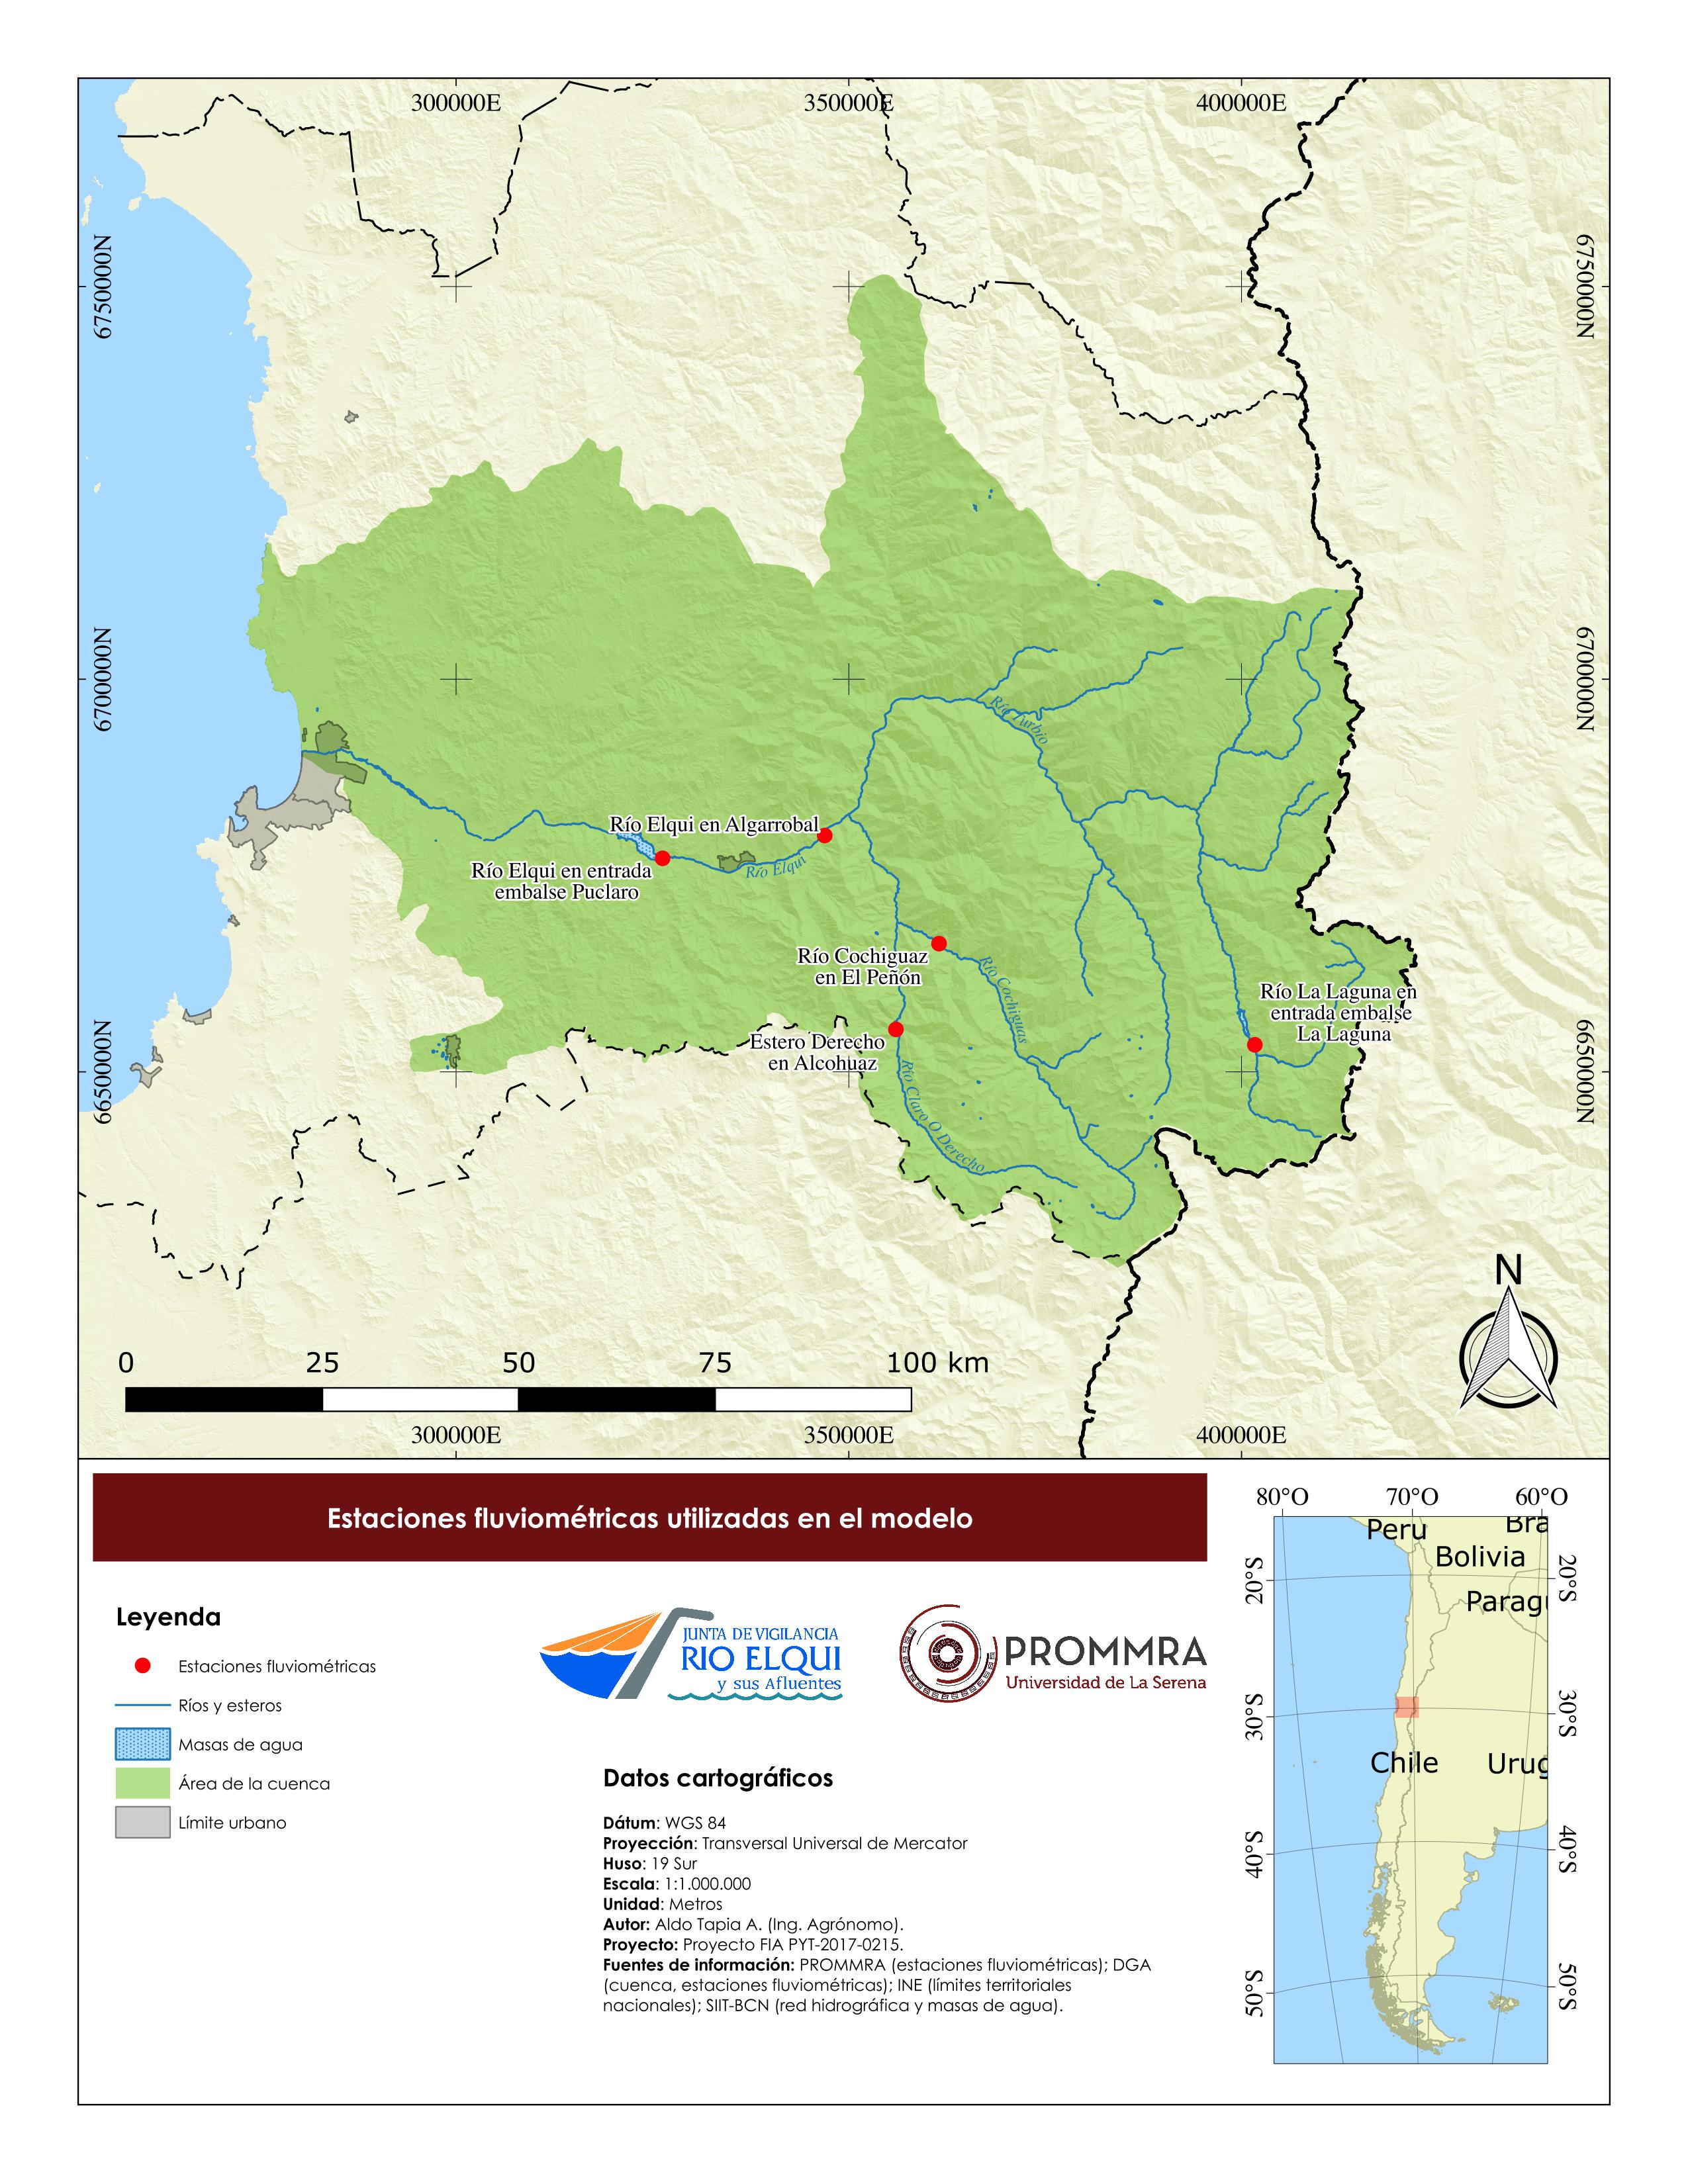 300000E
350000E
400000E
6750000N
6750000N
6700000N
6700000N
Río Turbio
Río Elqui en Algarrobal
Río Elqui en entrada
embalse Puclaro
Río Elqui
Río Cochiguaz
en El Peñón
Río Cochiguas
Río La Laguna en
entrada embalse
La Laguna
Estero Derecho
en Alcohuaz
Río Claro O Derecho
6650000N
6650000N
N
0
25
50
75
100 km
300000E
350000E
400000E
Estaciones fluviométricas utilizadas en el modelo
Leyenda
Estaciones fluviométricas
Ríos y esteros
Masas de agua
Área de la cuenca
Límite urbano
JUNTA DE VIGILANCIA
RIO ELQUI
y sus Afluentes
PROMMRA
Universidad de La Serena
Datos cartográficos
Dátum: WGS 84
Proyección: Transversal Universal de Mercator
Huso: 19 Sur
Escala: 1:1.000.000
Unidad: Metros
Autor: Aldo Tapia A. (Ing. Agrónomo).
Proyecto: Proyecto FIA PYT-2017-0215.
Fuentes de información: PROMMRA (estaciones fluviométricas); DGA
(cuenca, estaciones fluviométricas); INE (límites territoriales
nacionales); SIIT-BCN (red hidrográfica y masas de agua).
80°O
70°O
60°O
Peru
Bra
Bolivia
Paragu
20°S
20°S
30°S
30°S
Chile
Urug
40°S
40°S
50°S
50°S